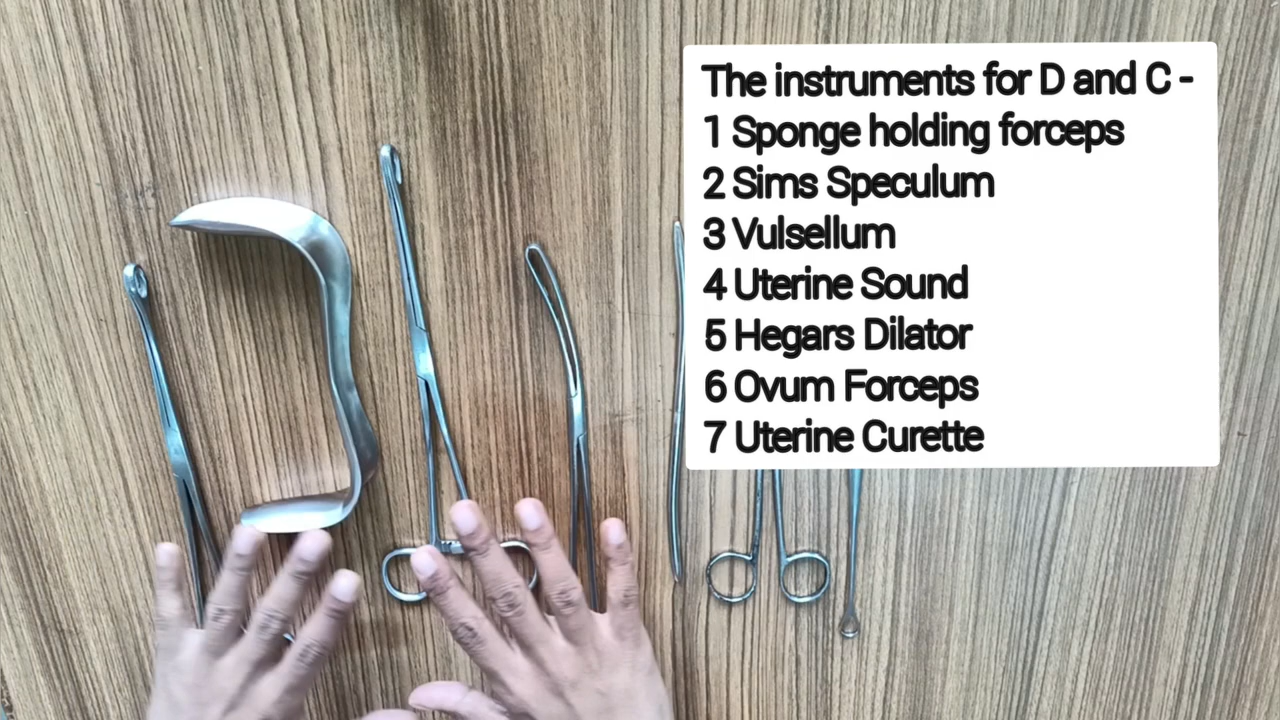 The instruments for D and C -
1 Sponge holding forceps
2 Sims Speculum
3 Vulsellum
4 Uterine Sound
5 Hegars Dilator
6 Ovum Forceps
7 Uterine Curette